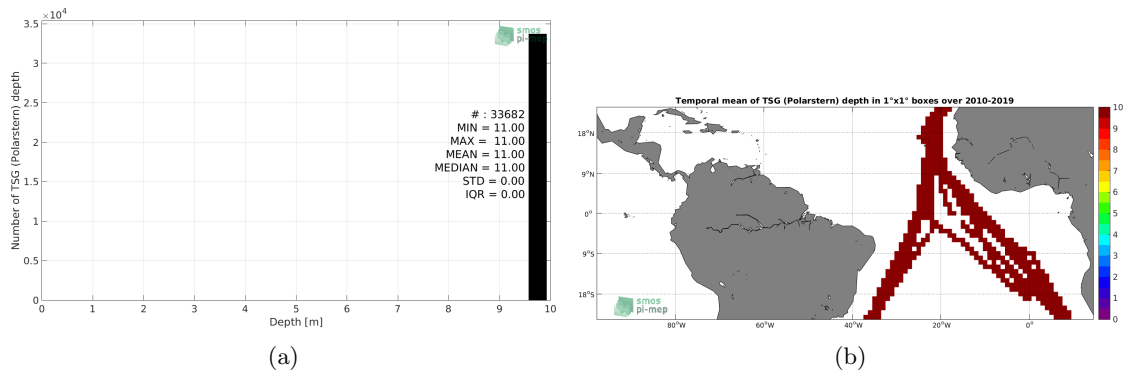 ×10⁴
3.5
3
2.5
2
1.5
1
0.5
0
Number of TSG (Polarstern) depth
smos
pi-mep
# : 33682
MIN = 11.00
MAX = 11.00
MEAN = 11.00
MEDIAN = 11.00
STD = 0.00
IQR = 0.00
0 1 2 3 4 5 6 7 8 9 10
Depth [m]
(a)
Temporal mean of TSG (Polarstern) depth in 1°x1° boxes over 2010-2019
18°N
9°N
0°
9°S
18°S
80°W 60°W 40°W 20°W 0°
smos
pi-mep
10
9
8
7
6
5
4
3
2
1
0
(b)